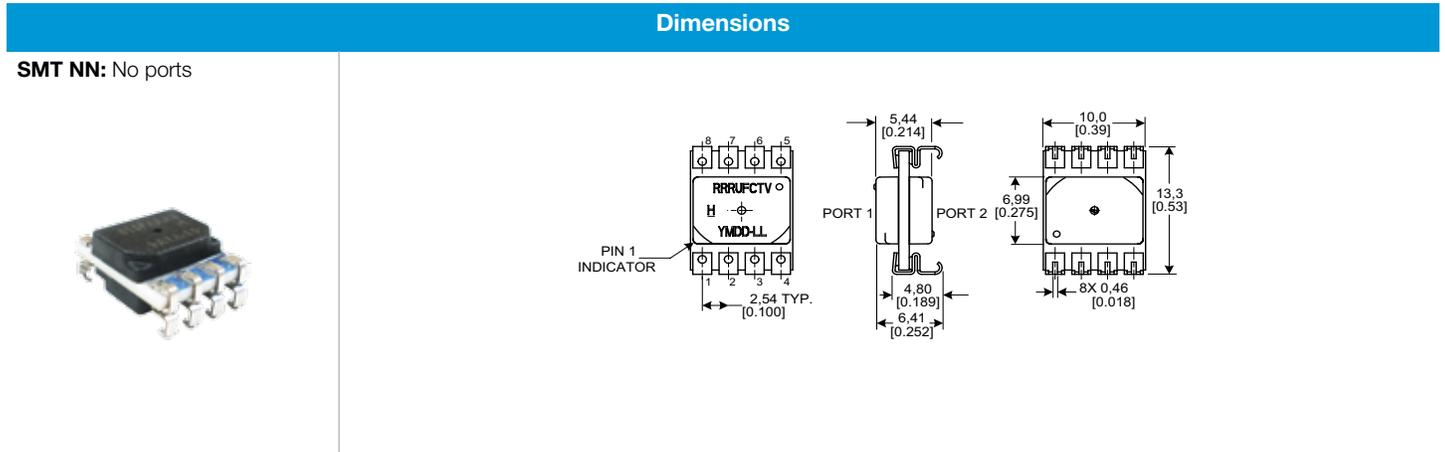 Dimensions
SMT NN: No ports
8 7 6 5
RRRUFCTV
H
YMDD-LL
PIN 1
INDICATOR
1 2 3 4
2,54 TYP.
[0.100]
5,44
[0.214]
PORT 1
PORT 2
4,80
[0.189]
6,41
[0.252]
10,0
[0.39]
6,99
[0.275]
13,3
[0.53]
8X 0,46
[0.018]